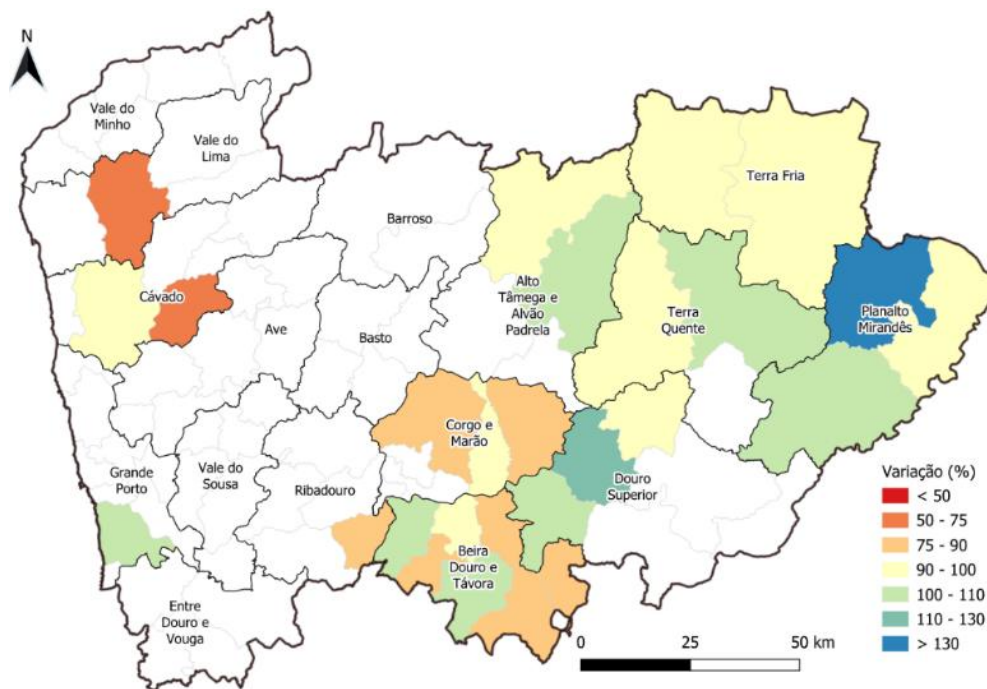 N
Vale do
Minho
Vale do
Lima
Terra Fria
Barroso
Cávado
Alto
Tâmega e
Alvão
Padrela
Terra
Quente
Planalto
Mirandês
Ave
Basto
Corgo e
Marão
Grande
Porto
Vale do
Sousa
Ribadouro
Douro
Superior
Beira
Douro e
Távora
Entre
Douro e
Vouga
Variação (%)
< 50
50 - 75
75 - 90
90 - 100
100 - 110
110 - 130
> 130
0 25 50 km